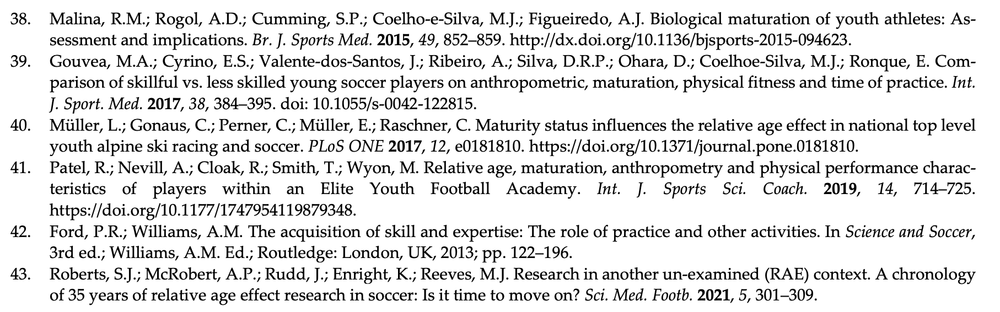 38. Malina, R.M.; Rogol, A.D.; Cumming, S.P.; Coelho-e-Silva, M.J.; Figueiredo, A.J. Biological maturation of youth athletes: As-
sessment and implications. Br. J. Sports Med. 2015, 49, 852–859. http://dx.doi.org/10.1136/bjsports-2015-094623.
39. Gouvea, M.A.; Cyrino, E.S.; Valente-dos-Santos, J.; Ribeiro, A.; Silva, D.R.P.; Ohara, D.; Coelhoe-Silva, M.J.; Ronque, E. Com-
parison of skillful vs. less skilled young soccer players on anthropometric, maturation, physical fitness and time of practice. Int.
J. Sport. Med. 2017, 38, 384–395. doi: 10.1055/s-0042-122815.
40. Müller, L.; Gonaus, C.; Perner, C.; Müller, E.; Raschner, C. Maturity status influences the relative age effect in national top level
youth alpine ski racing and soccer. PLoS ONE 2017, 12, e0181810. https://doi.org/10.1371/journal.pone.0181810.
41. Patel, R.; Nevill, A.; Cloak, R.; Smith, T.; Wyon, M. Relative age, maturation, anthropometry and physical performance charac-
teristics of players within an Elite Youth Football Academy. Int. J. Sports Sci. Coach. 2019, 14, 714–725.
https://doi.org/10.1177/1747954119879348.
42. Ford, P.R.; Williams, A.M. The acquisition of skill and expertise: The role of practice and other activities. In Science and Soccer,
3rd ed.; Williams, A.M. Ed.; Routledge: London, UK, 2013; pp. 122–196.
43. Roberts, S.J.; McRobert, A.P.; Rudd, J.; Enright, K.; Reeves, M.J. Research in another un-examined (RAE) context. A chronology
of 35 years of relative age effect research in soccer: Is it time to move on? Sci. Med. Footb. 2021, 5, 301–309.